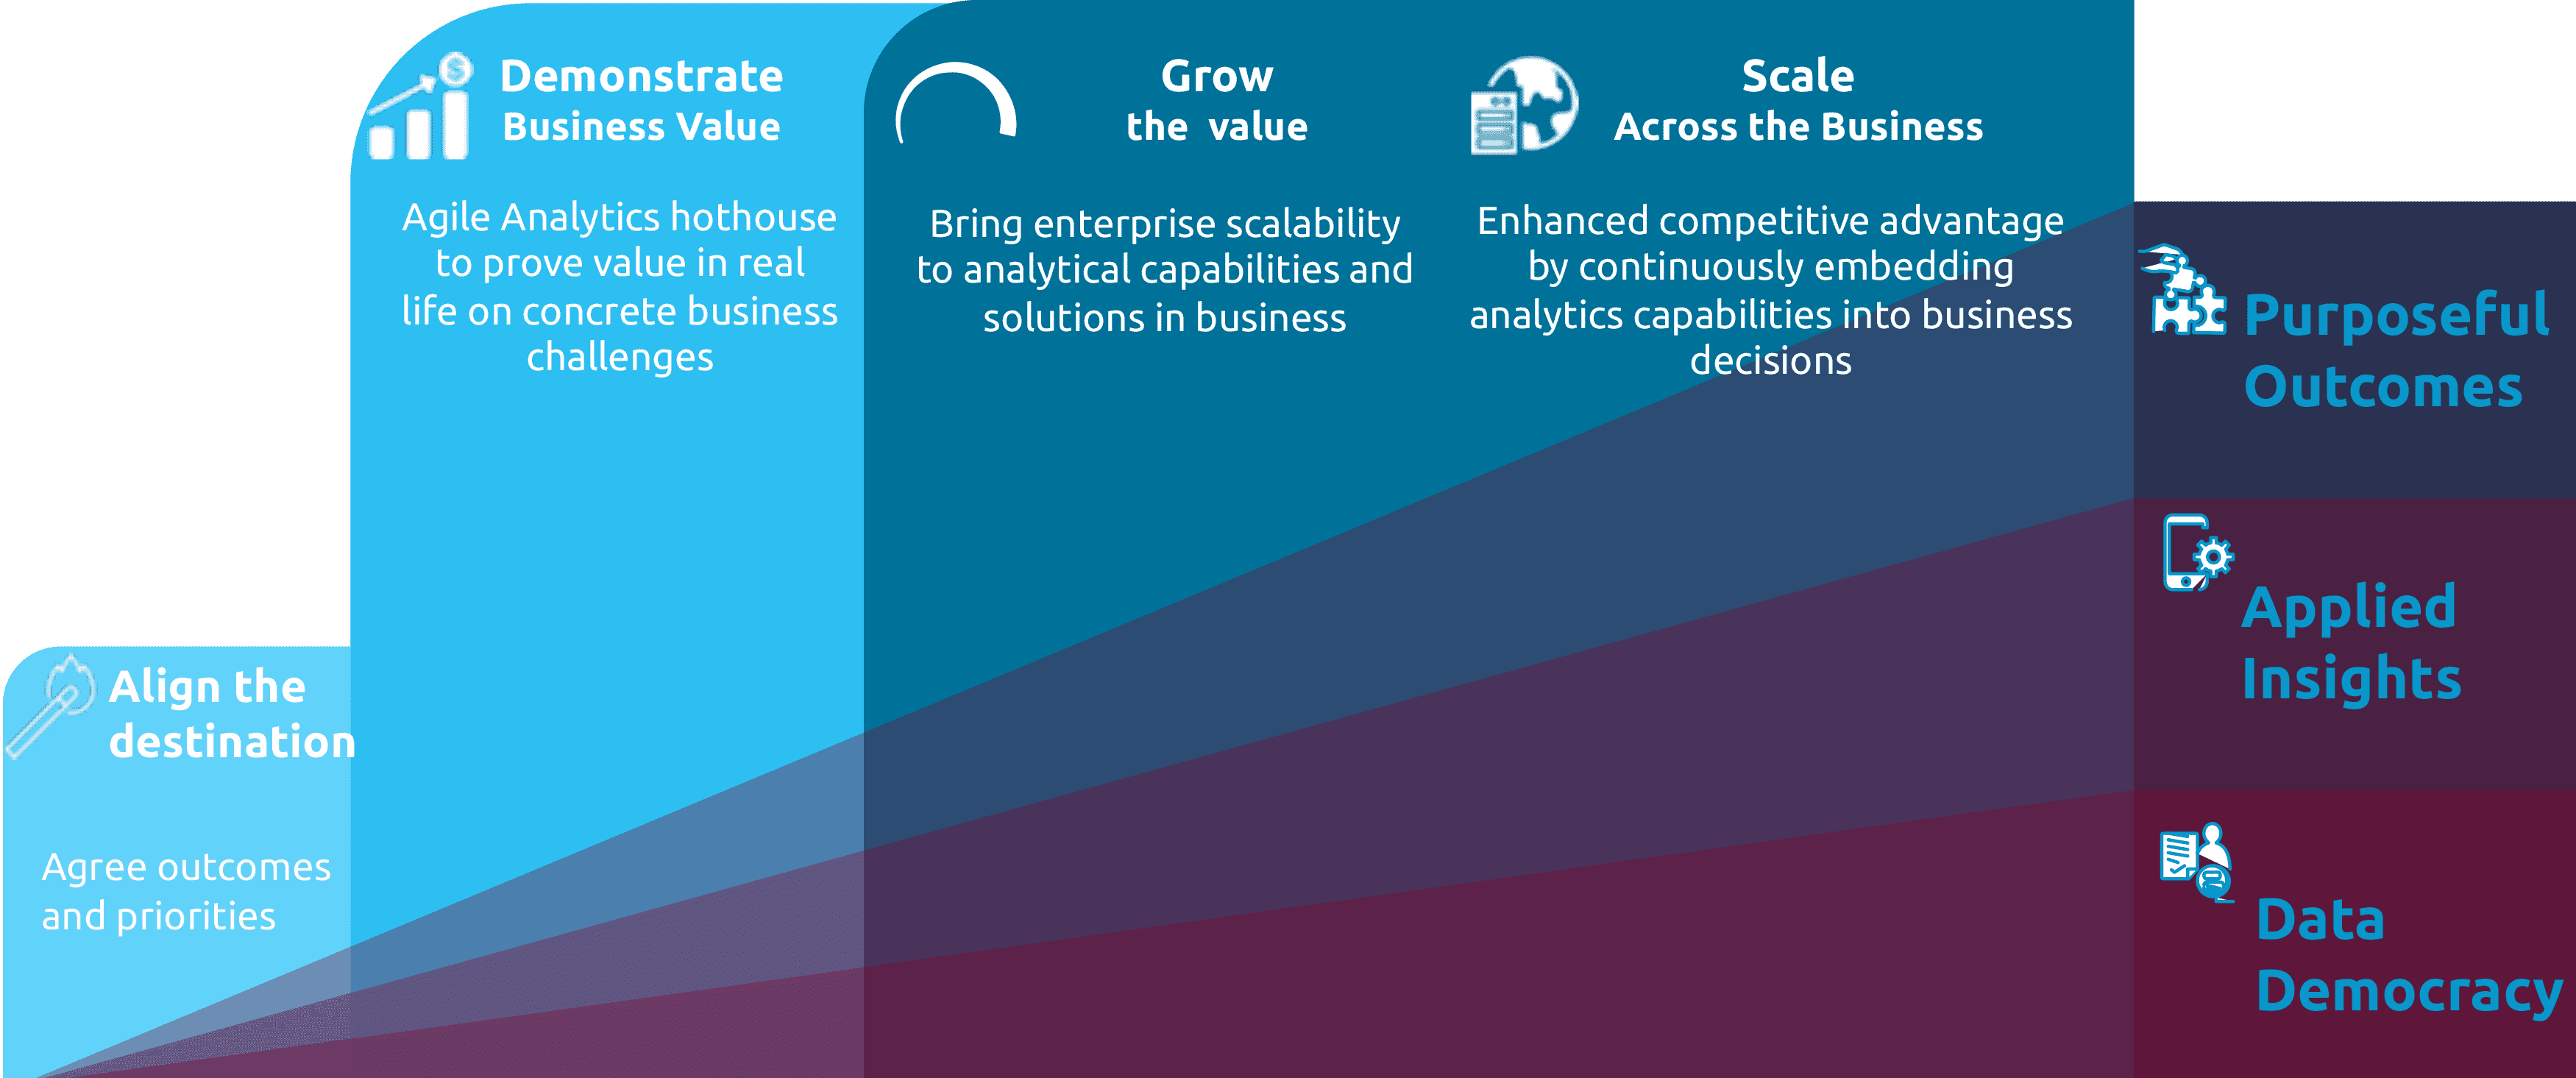 Demonstrate
Business Value
Agile Analytics hothouse
to prove value in real
life on concrete business
challenges
Grow
the  value
Bring enterprise scalability
to analytical capabilities and
solutions in business
Scale
Across the Business
Enhanced competitive advantage
by continuously embedding
analytics capabilities into business
decisions
Purposeful
Outcomes
Align the
destination
Agree outcomes
and priorities
Applied
Insights
Data
Democracy